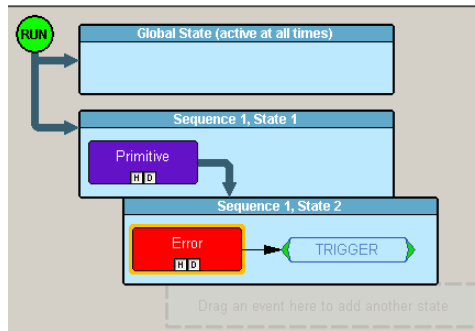 RUN
Global State (active at all times)
Sequence 1, State 1
Primitive
H D
Sequence 1, State 2
Error
TRIGGER
H D
Drag an event here to add another state